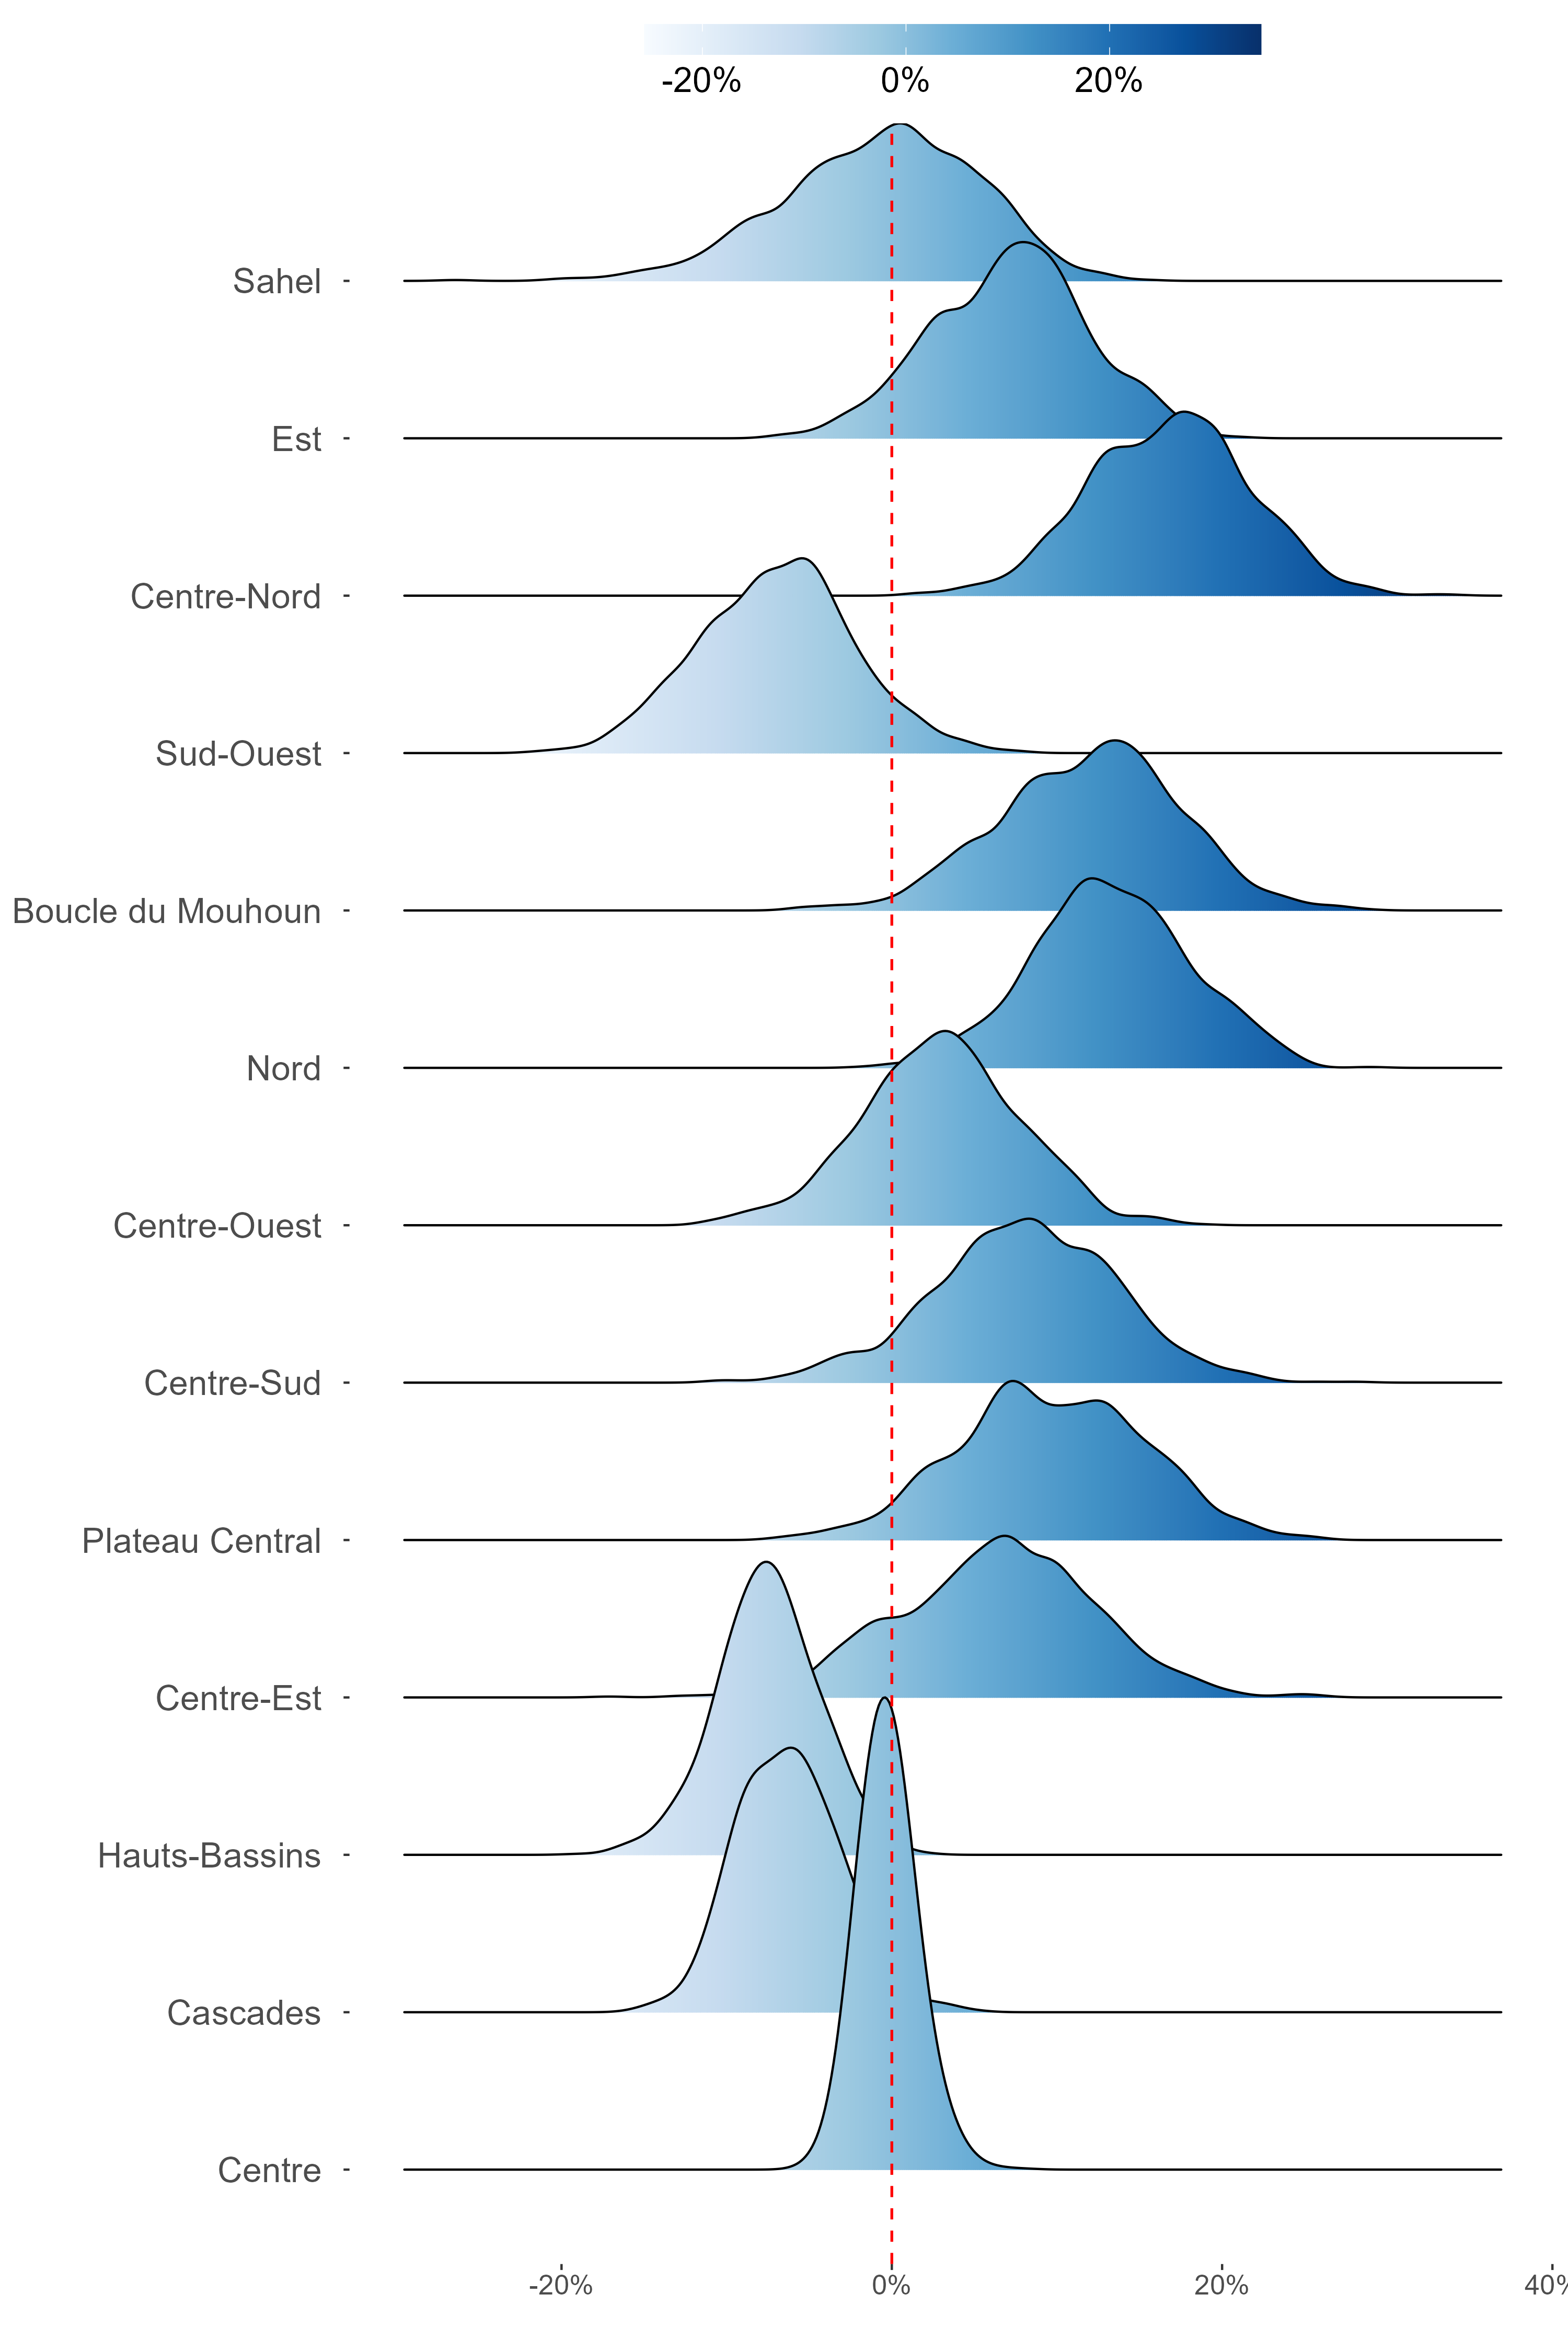 -20% 0% 20%
Sahel
Est
Centre-Nord
Sud-Ouest
Boucle du Mouhoun
Nord
Centre-Ouest
Centre-Sud
Plateau Central
Centre-Est
Hauts-Bassins
Cascades
Centre
-20% 0% 20% 40%